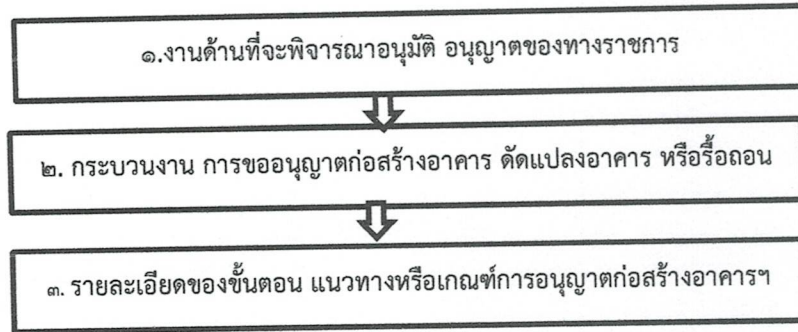 ๑.งานด้านที่จะพิจารณาอนุมัติ อนุญาตของทางราชการ
๒. กระบวนงาน การขออนุญาตก่อสร้างอาคาร ดัดแปลงอาคาร หรือรื้อถอน
๓. รายละเอียดของขั้นตอน แนวทางหรือเกณฑ์การอนุญาตก่อสร้างอาคารฯ